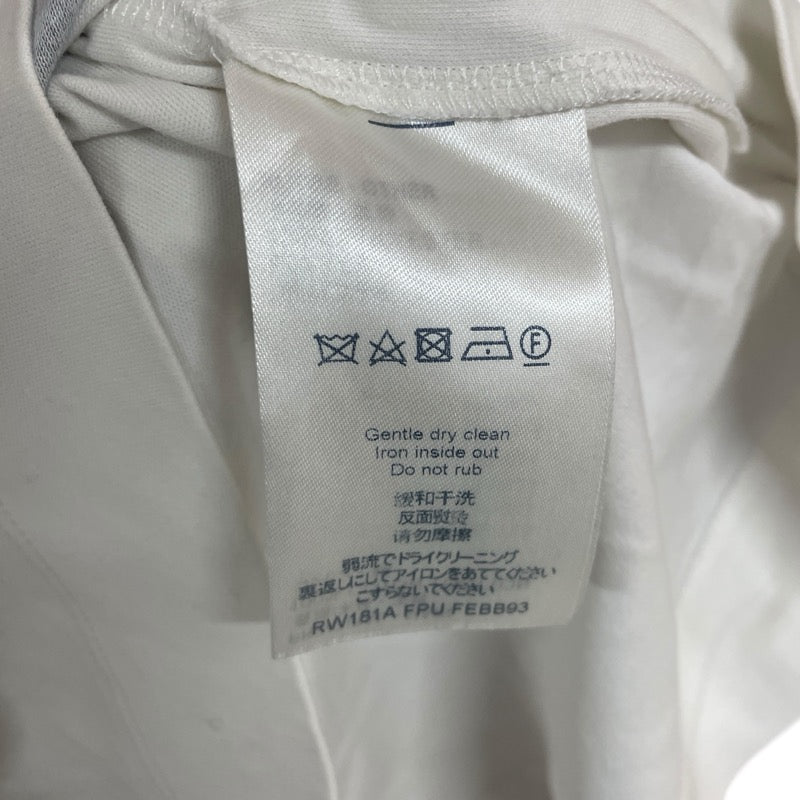 F
Gentle dry clean
Iron inside out
Do not rub
缓和干洗
反面熨烫
请勿摩擦
弱流でドライクリーニング
裏返しにしてアイロンをあててください
こすらないでください
RW181A FPU FEBB93